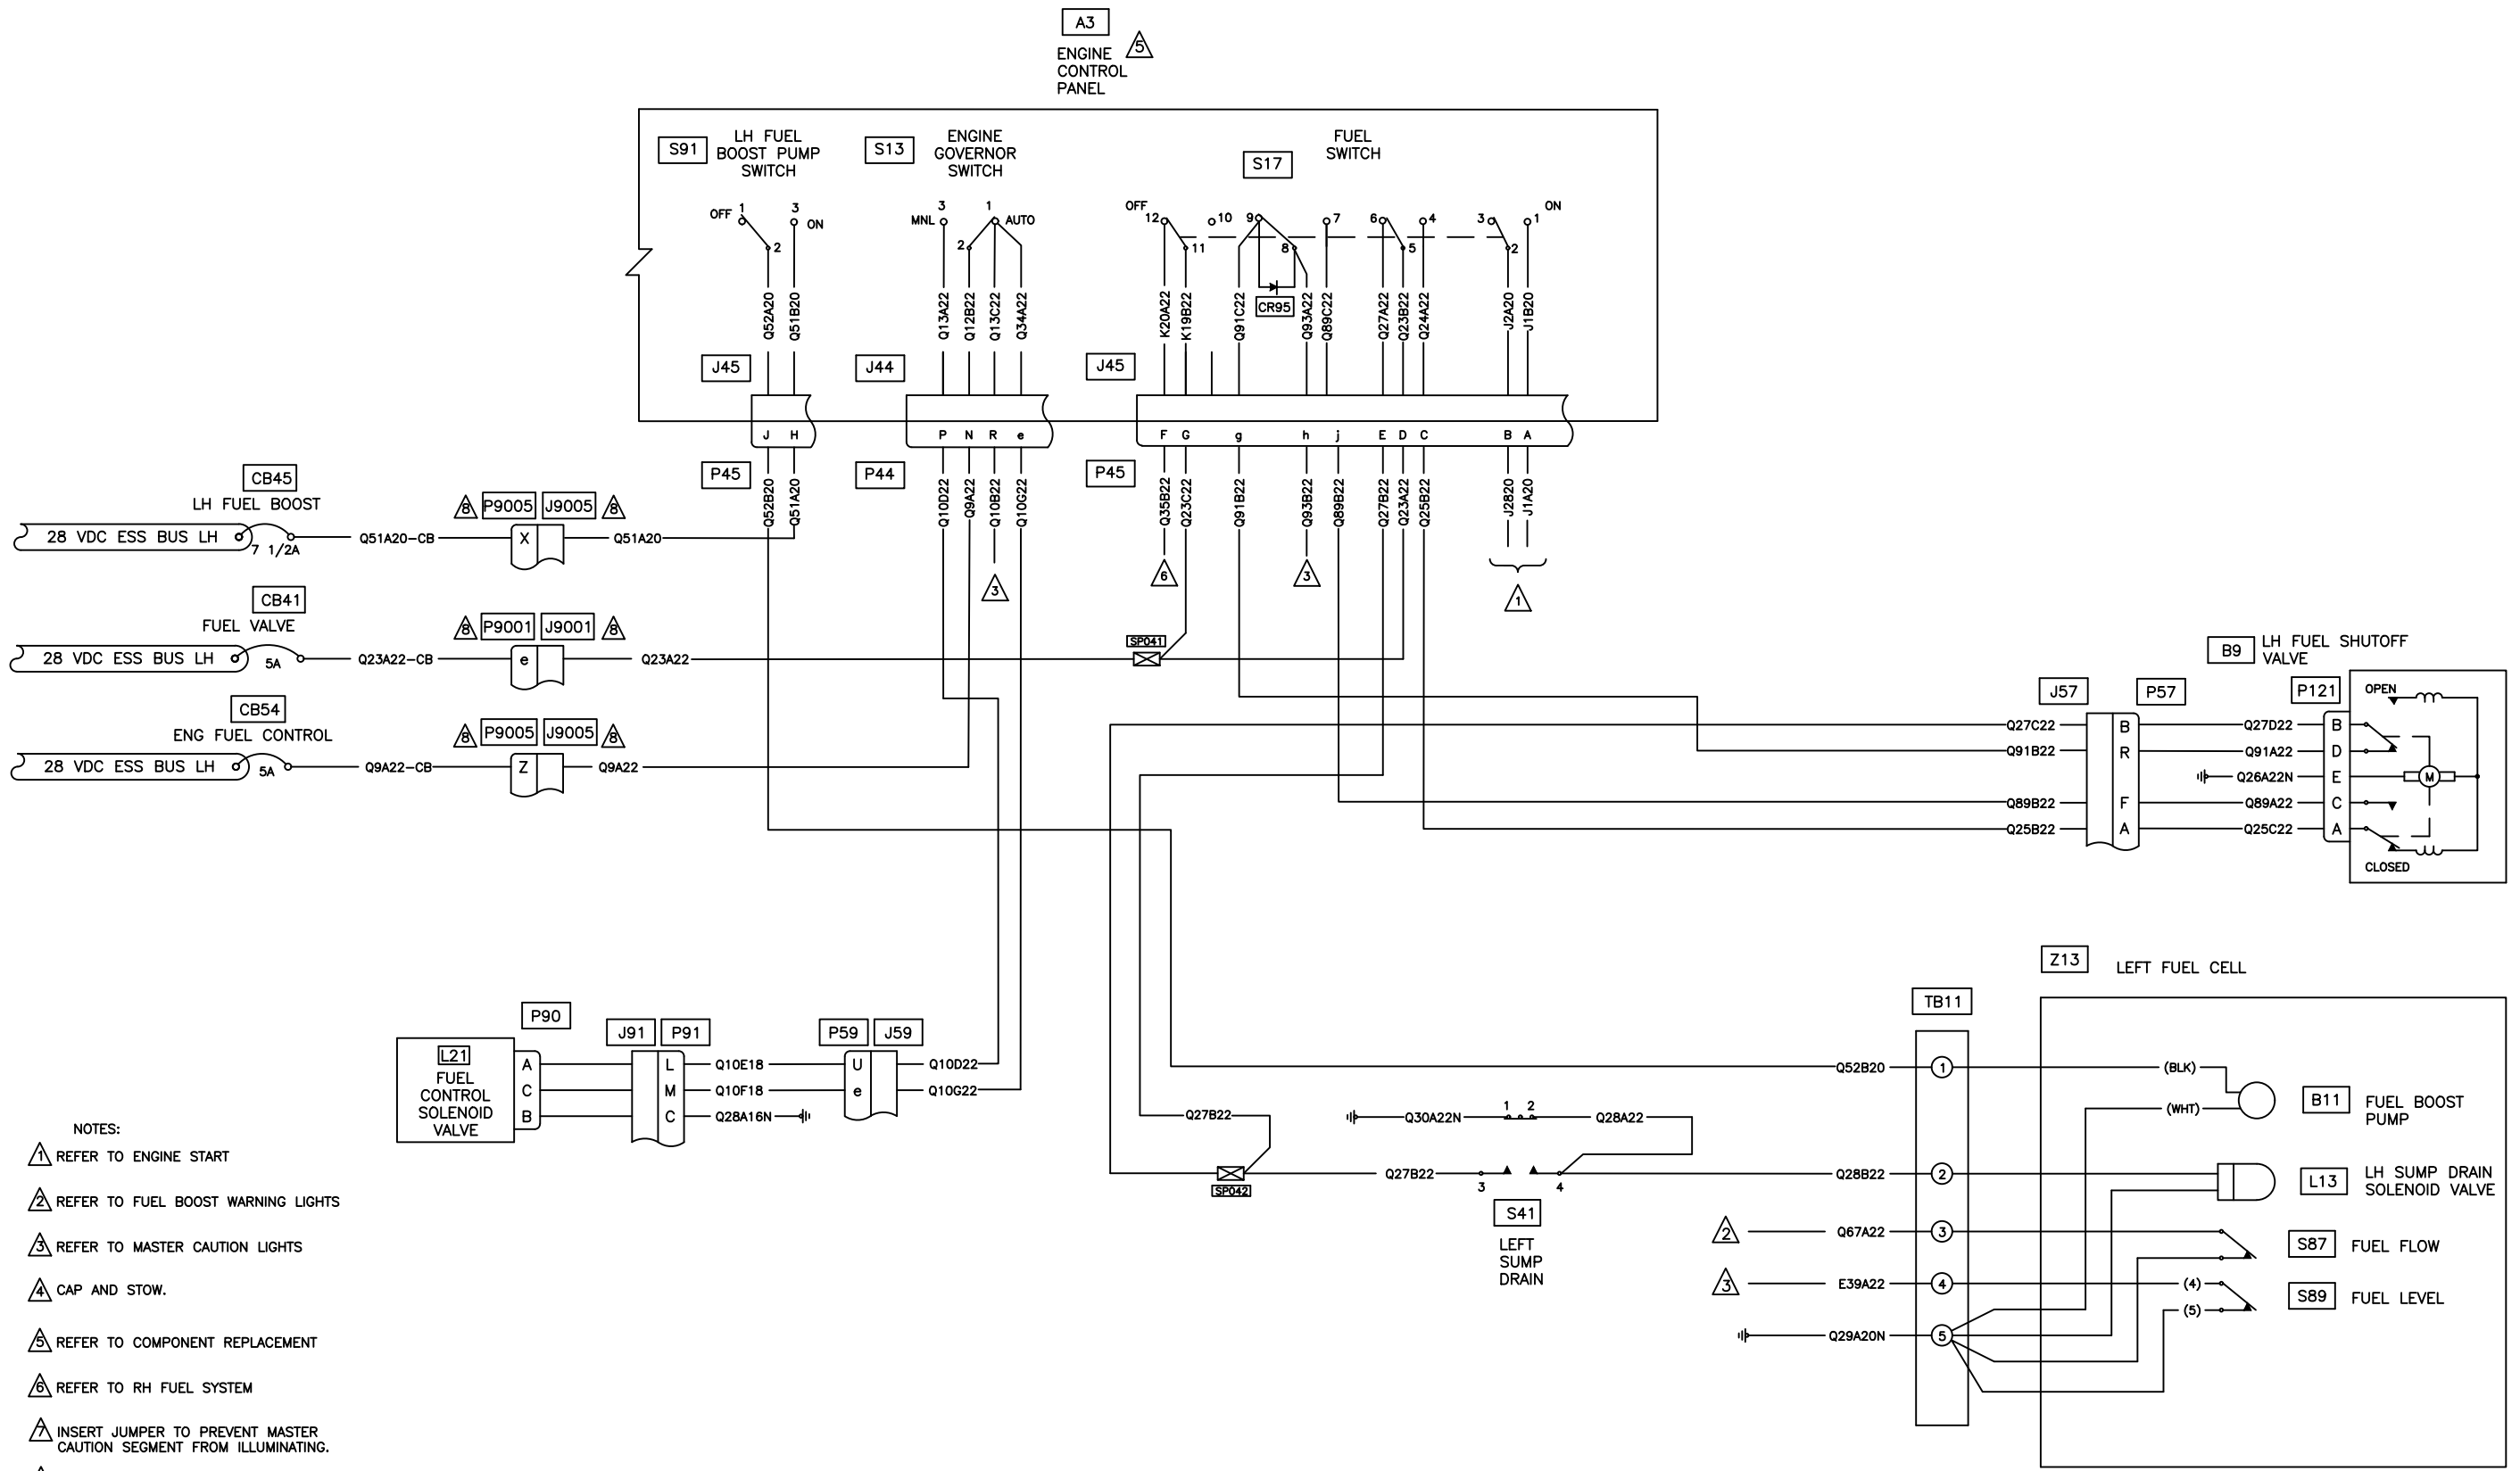 A3
5
ENGINE
CONTROL
PANEL
S91
LH FUEL
BOOST PUMP
SWITCH
S13
ENGINE
GOVERNOR
SWITCH
S17
FUEL
SWITCH
OFF 1 3 ON
2
MNL 3 1 AUTO
2
OFF 12 10 9 7 6 4 3 1 ON
11 8 5 2
CR95
Q52A20
Q51B20
Q13A22
Q12B22
Q13C22
Q34A22
K20A22
K19B22
Q91C22
Q93A22
Q89C22
Q27A22
Q23B22
Q24A22
J2A20
J1B20
J45
J44
J45
J H
P N R e
F G g h j E D C B A
P45
P44
P45
Q52B20
Q51A20
Q10D22
Q9A22
Q10B22
Q10G22
Q35B22
Q23C22
Q91B22
Q93B22
Q89B22
Q27B22
Q23A22
Q25B22
J2B20
J1A20
3
6
3
1
CB45
LH FUEL BOOST
28 VDC ESS BUS LH
7 1/2A
Q51A20-CB
8 P9005 J9005 8
X
Q51A20
CB41
FUEL VALVE
28 VDC ESS BUS LH
5A
Q23A22-CB
8 P9001 J9001 8
e
Q23A22
SP041
CB54
ENG FUEL CONTROL
28 VDC ESS BUS LH
5A
Q9A22-CB
8 P9005 J9005 8
Z
Q9A22
B9
LH FUEL SHUTOFF
VALVE
J57
P57
P121
OPEN
Q27C22 B Q27D22 B
Q91B22 R Q91A22 D
Q26A22N E M
Q89B22 F Q89A22 C
Q25B22 A Q25C22 A
CLOSED
P90
J91 P91
P59 J59
L21
FUEL
CONTROL
SOLENOID
VALVE
A L Q10E18 U Q10D22
C M Q10F18 e Q10G22
B C Q28A16N
Q27B22
SP042
Q30A22N 1 2 Q28A22
Q27B22 3 4 Q28B22
S41
LEFT
SUMP
DRAIN
Z13
LEFT FUEL CELL
TB11
Q52B20 1 (BLK)
(WHT)
B11
FUEL BOOST
PUMP
2
L13
LH SUMP DRAIN
SOLENOID VALVE
2 Q67A22 3
S87
FUEL FLOW
3 E39A22 4 (4)
(5)
S89
FUEL LEVEL
Q29A20N 5
NOTES:
1 REFER TO ENGINE START
2 REFER TO FUEL BOOST WARNING LIGHTS
3 REFER TO MASTER CAUTION LIGHTS
4 CAP AND STOW.
5 REFER TO COMPONENT REPLACEMENT
6 REFER TO RH FUEL SYSTEM
7 INSERT JUMPER TO PREVENT MASTER
CAUTION SEGMENT FROM ILLUMINATING.